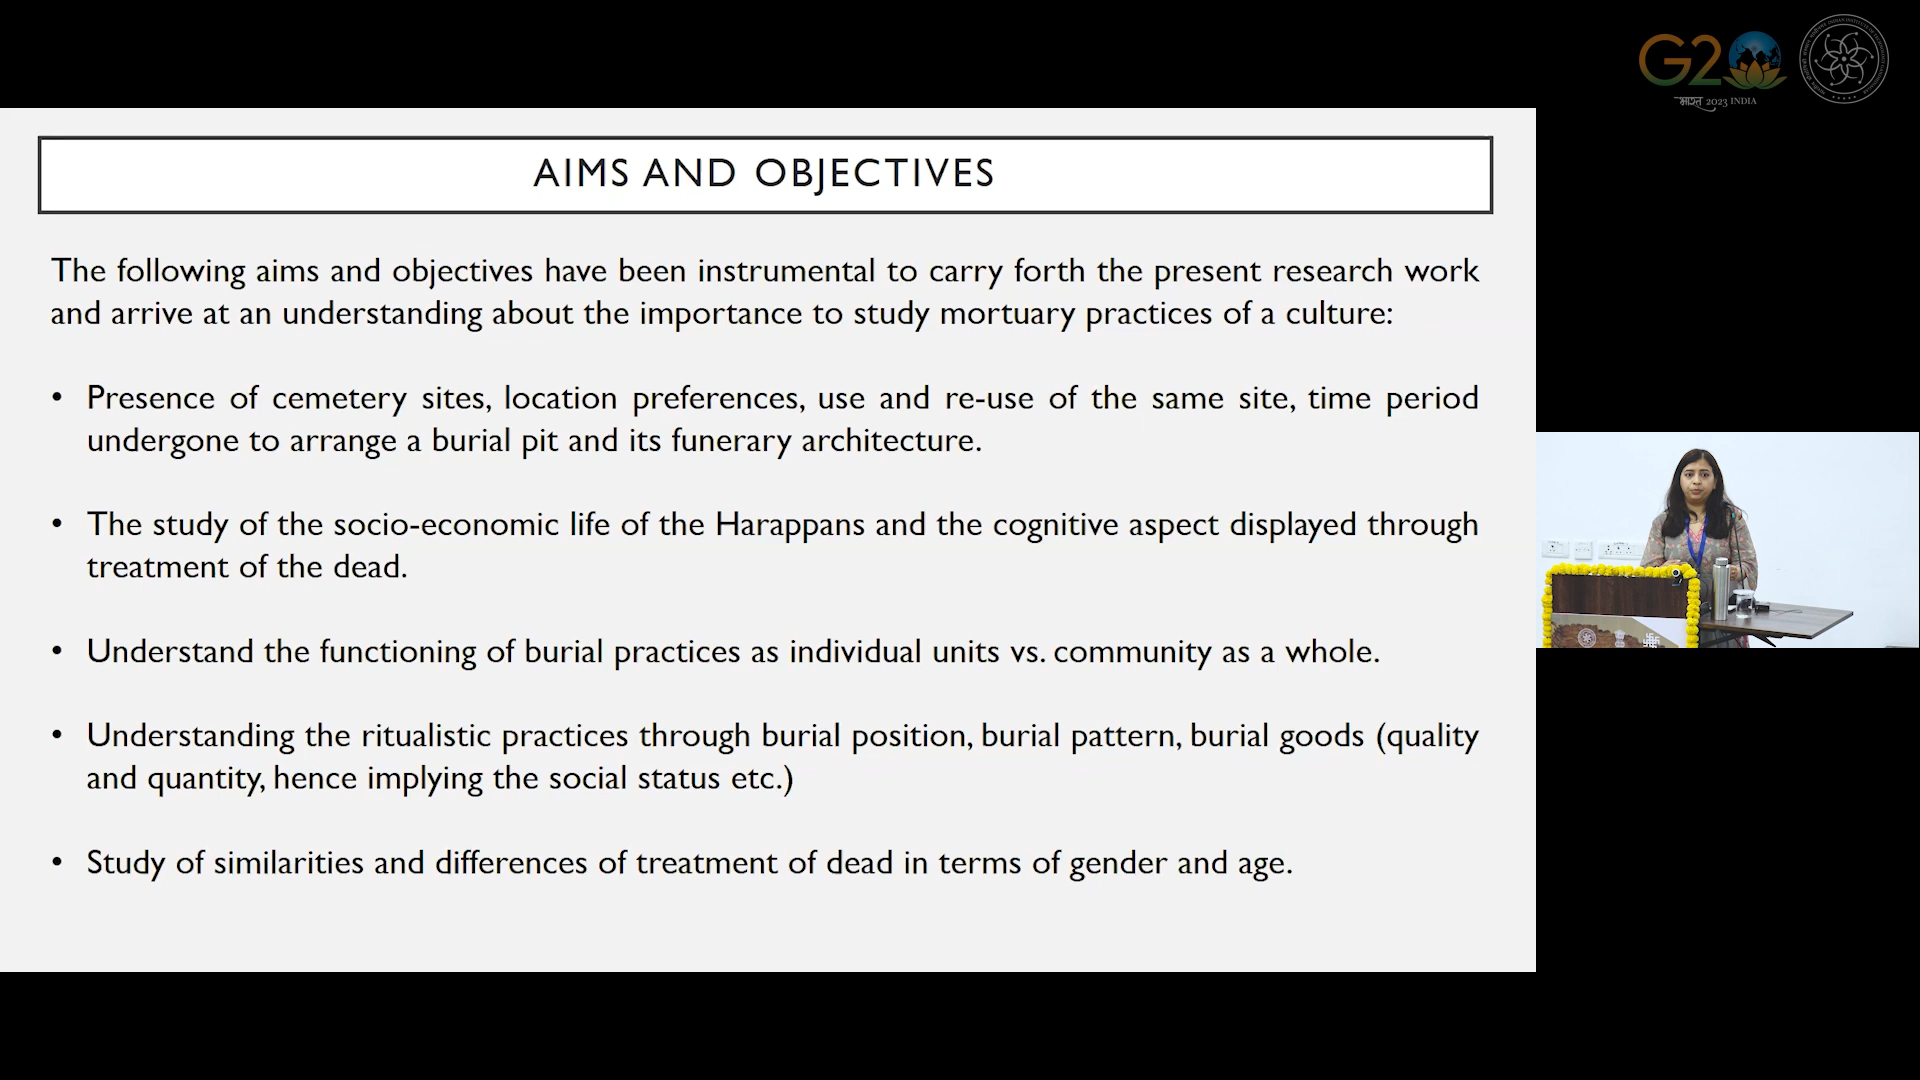 G20
भारत 2023 INDIA
AIMS AND OBJECTIVES
The following aims and objectives have been instrumental to carry forth the present research work
and arrive at an understanding about the importance to study mortuary practices of a culture:
• Presence of cemetery sites, location preferences, use and re-use of the same site, time period
undergone to arrange a burial pit and its funerary architecture.
• The study of the socio-economic life of the Harappans and the cognitive aspect displayed through
treatment of the dead.
• Understand the functioning of burial practices as individual units vs. community as a whole.
• Understanding the ritualistic practices through burial position, burial pattern, burial goods (quality
and quantity, hence implying the social status etc.)
• Study of similarities and differences of treatment of dead in terms of gender and age.